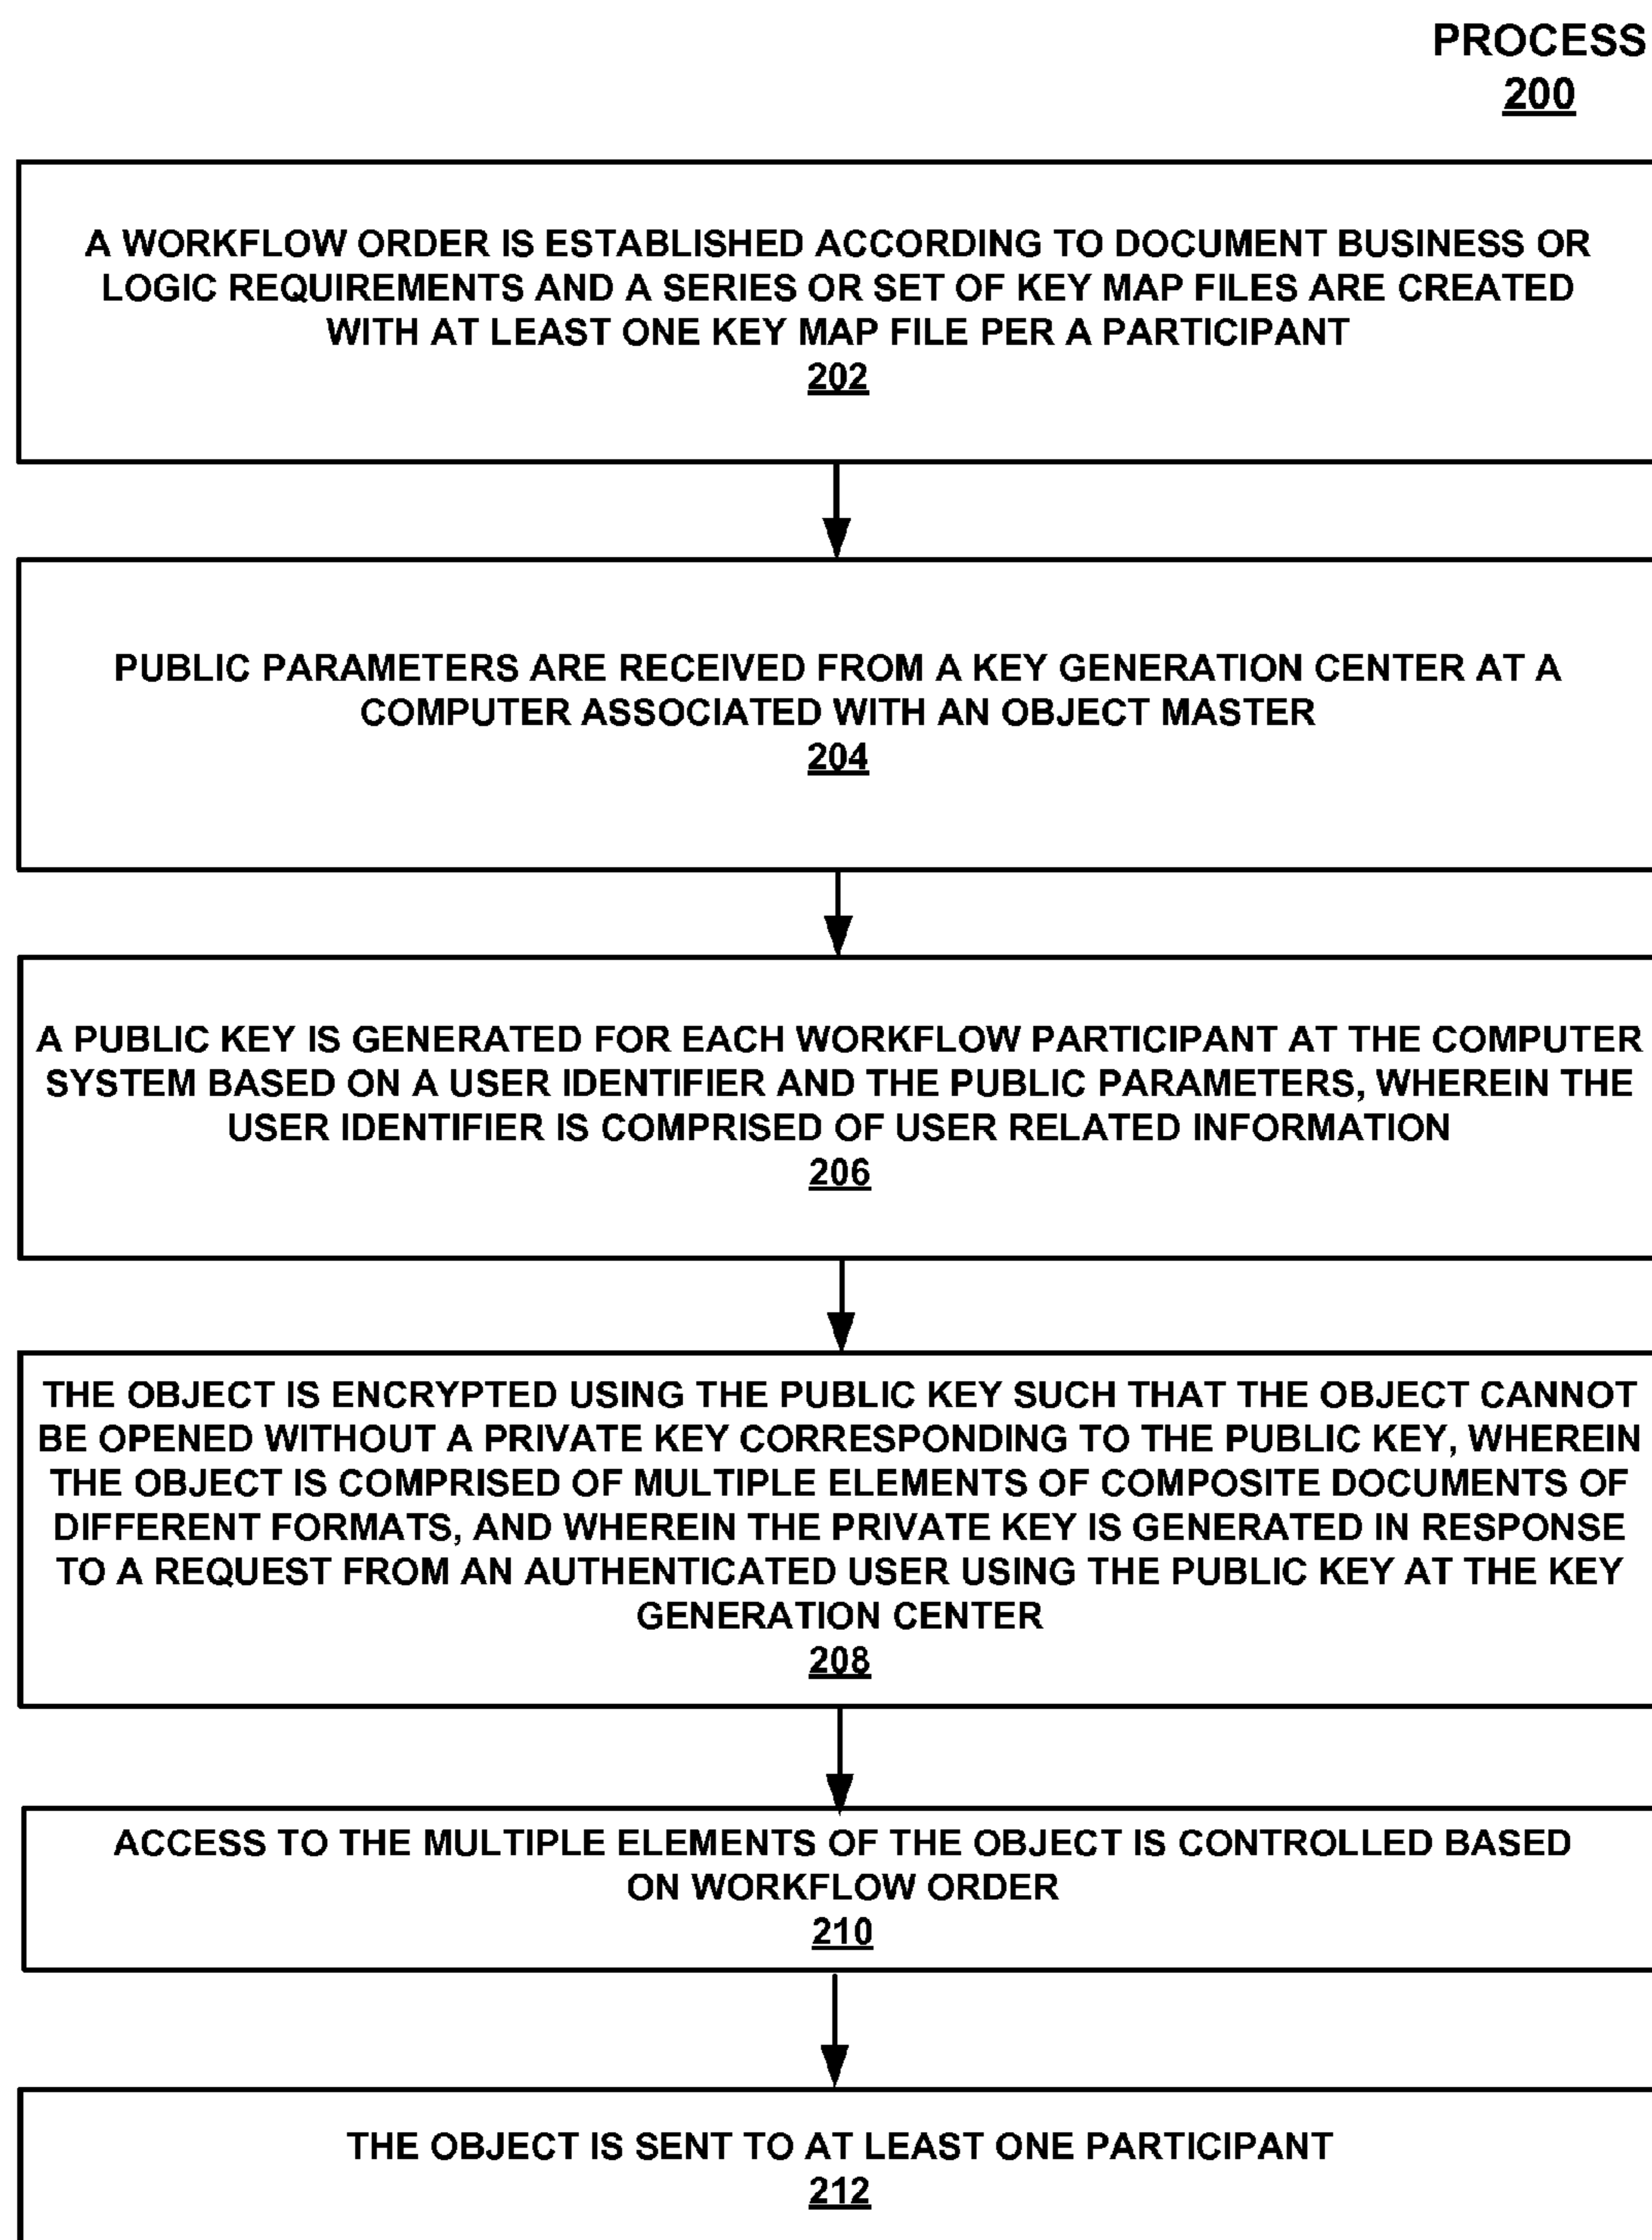 PROCESS
200
A WORKFLOW ORDER IS ESTABLISHED ACCORDING TO DOCUMENT BUSINESS OR
LOGIC REQUIREMENTS AND A SERIES OR SET OF KEY MAP FILES ARE CREATED
WITH AT LEAST ONE KEY MAP FILE PER A PARTICIPANT
202
PUBLIC PARAMETERS ARE RECEIVED FROM A KEY GENERATION CENTER AT A
COMPUTER ASSOCIATED WITH AN OBJECT MASTER
204
A PUBLIC KEY IS GENERATED FOR EACH WORKFLOW PARTICIPANT AT THE COMPUTER
SYSTEM BASED ON A USER IDENTIFIER AND THE PUBLIC PARAMETERS, WHEREIN THE
USER IDENTIFIER IS COMPRISED OF USER RELATED INFORMATION
206
THE OBJECT IS ENCRYPTED USING THE PUBLIC KEY SUCH THAT THE OBJECT CANNOT
BE OPENED WITHOUT A PRIVATE KEY CORRESPONDING TO THE PUBLIC KEY, WHEREIN
THE OBJECT IS COMPRISED OF MULTIPLE ELEMENTS OF COMPOSITE DOCUMENTS OF
DIFFERENT FORMATS, AND WHEREIN THE PRIVATE KEY IS GENERATED IN RESPONSE
TO A REQUEST FROM AN AUTHENTICATED USER USING THE PUBLIC KEY AT THE KEY
GENERATION CENTER
208
ACCESS TO THE MULTIPLE ELEMENTS OF THE OBJECT IS CONTROLLED BASED
ON WORKFLOW ORDER
210
THE OBJECT IS SENT TO AT LEAST ONE PARTICIPANT
212